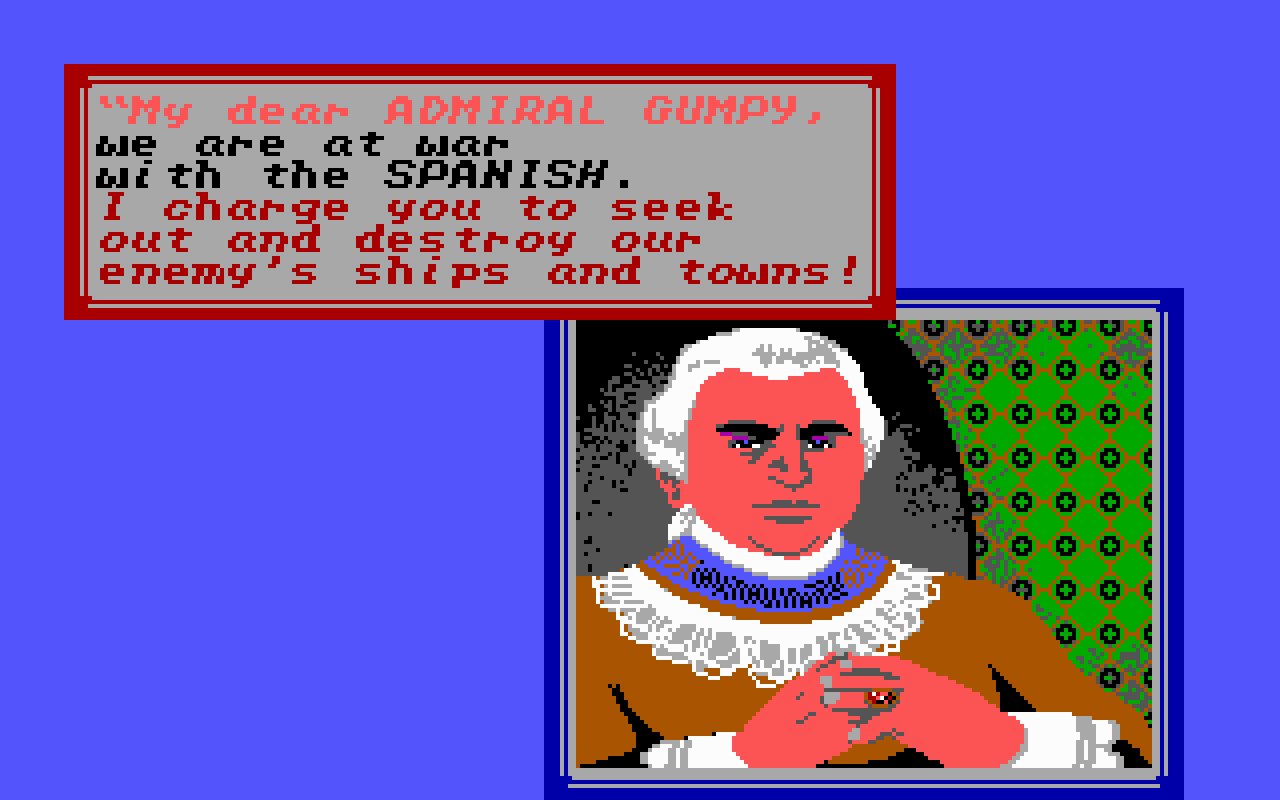 “My dear ADMIRAL GUMPY,
we are at war
with the SPANISH.
I charge you to seek
out and destroy our
enemy's ships and towns!